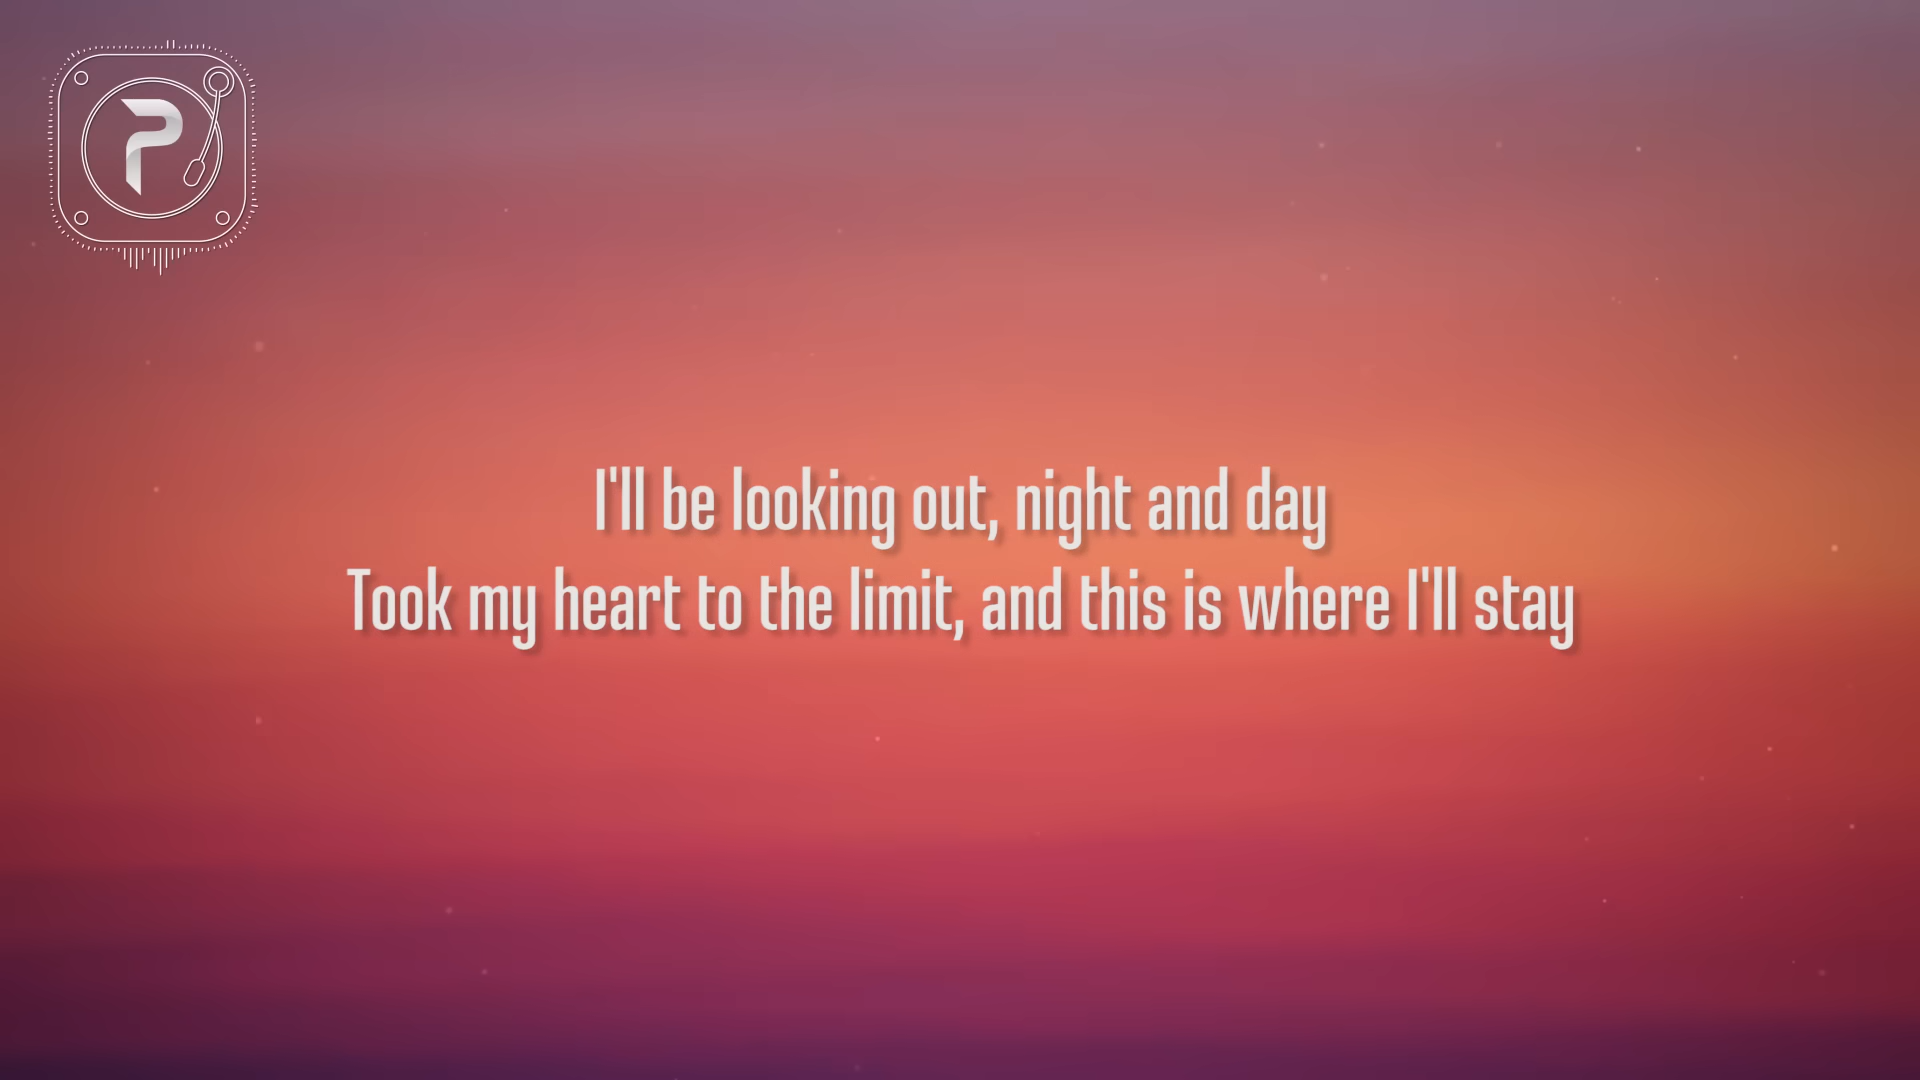 P
I'll be looking out, night and day
Took my heart to the limit, and this is where I'll stay